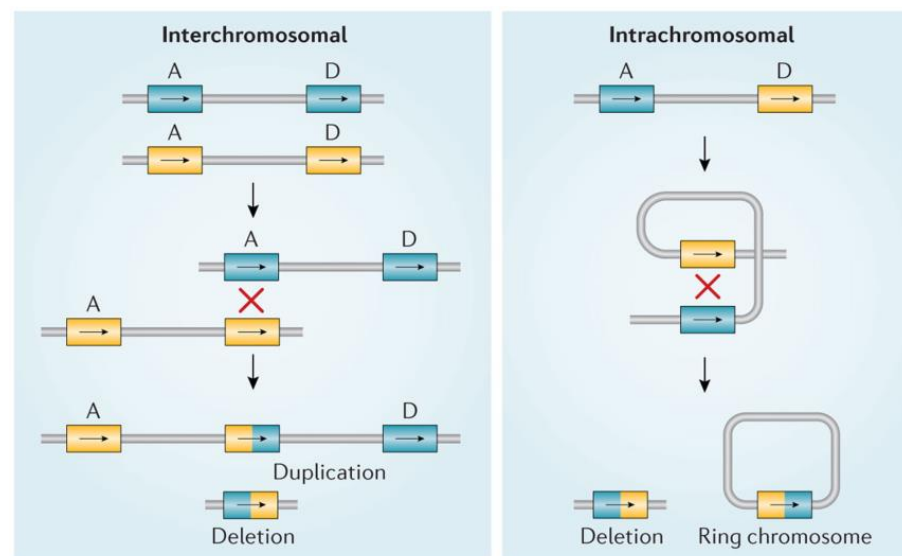 Interchromosomal
A D
A D
A D
A
A D
Duplication
Deletion
Intrachromosomal
A D
Deletion Ring chromosome